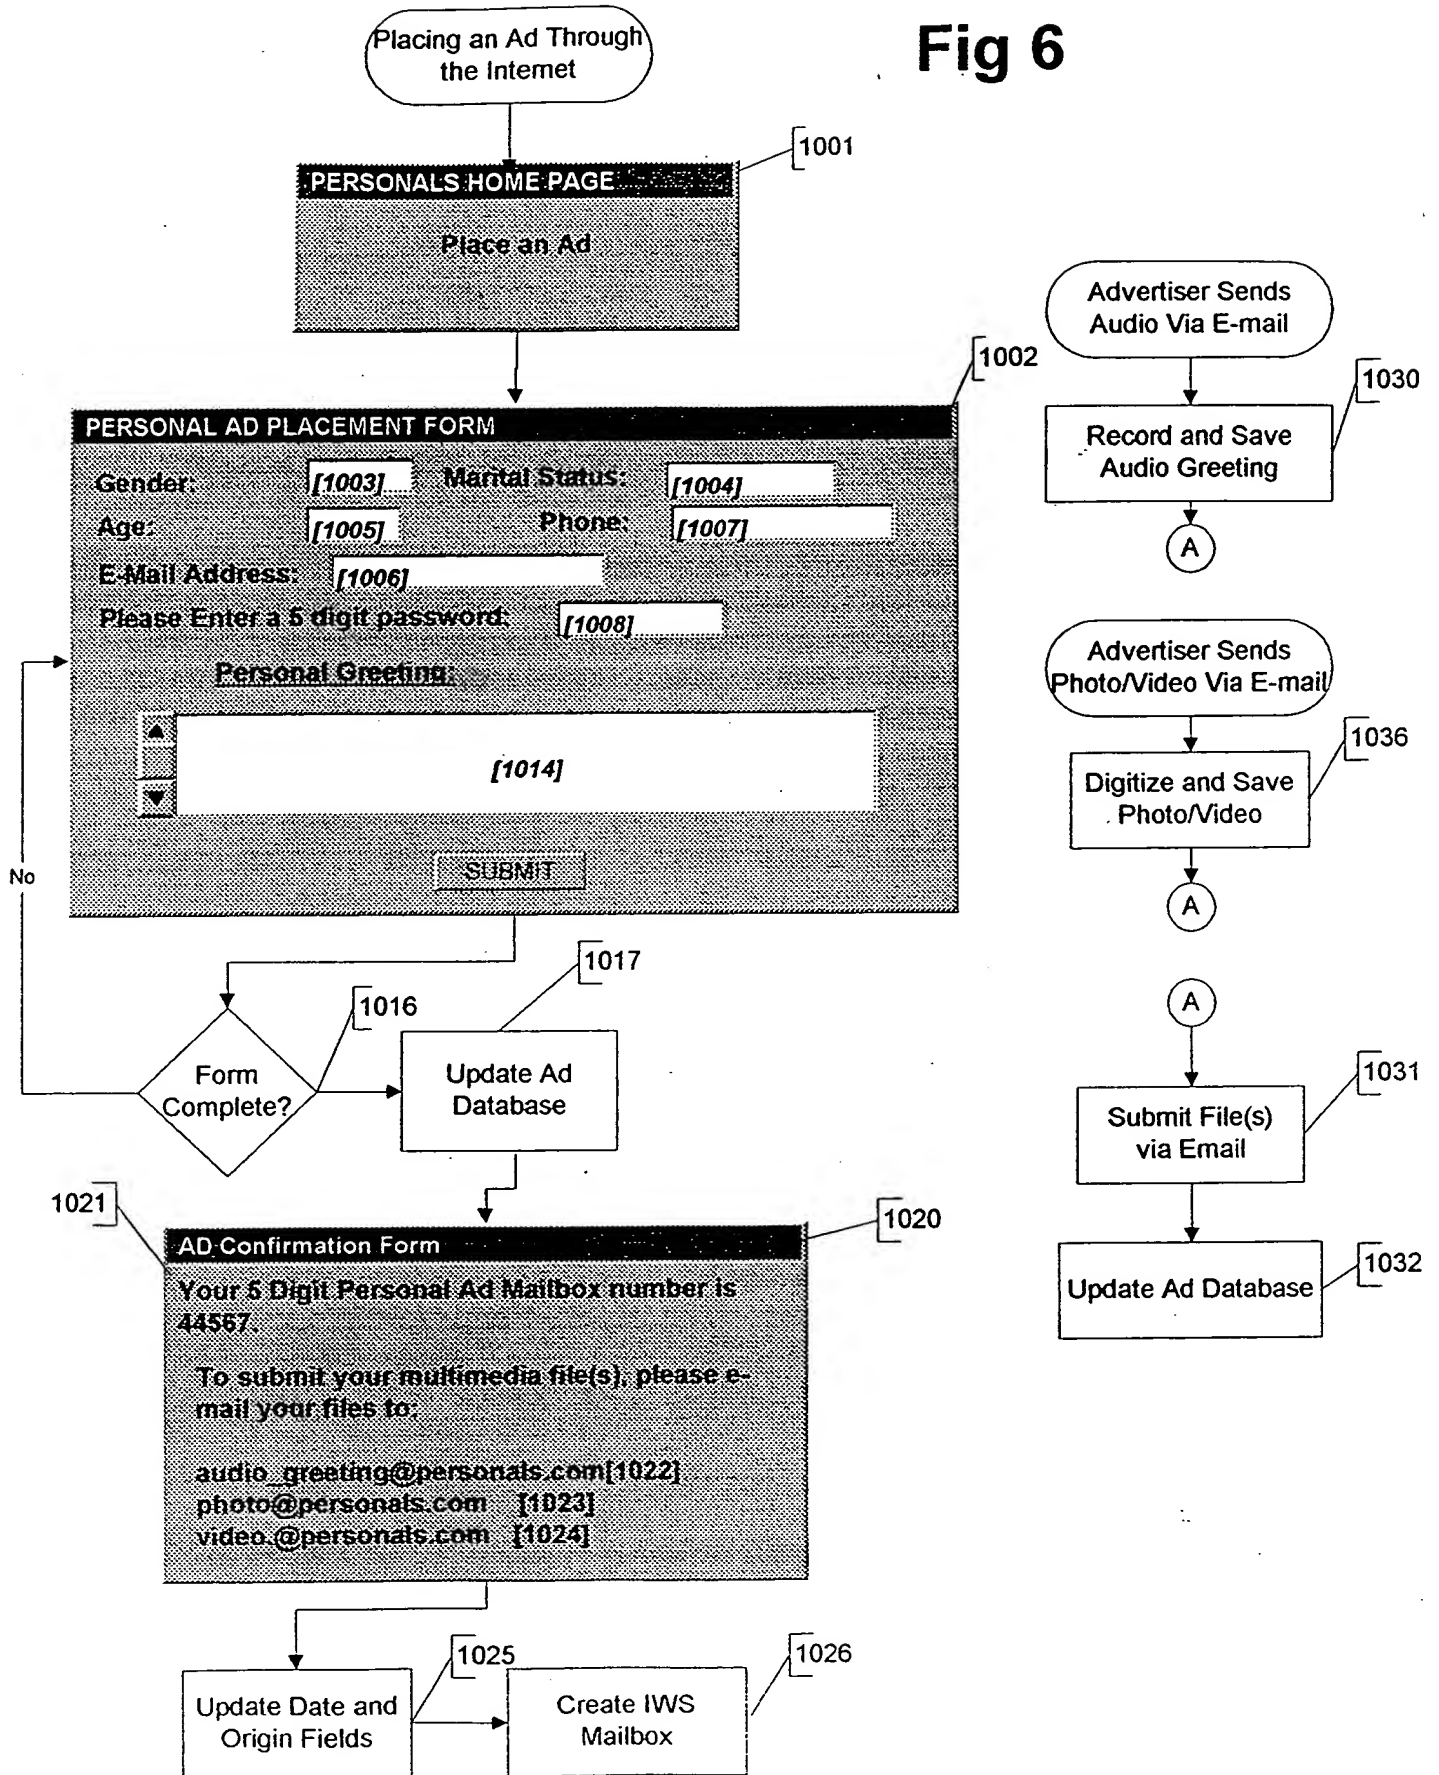 Fig 6
Placing an Ad Through
the Internet
1001
PERSONALS HOME PAGE
Place an Ad
1002
PERSONAL AD PLACEMENT FORM
Gender: [1003] Marital Status: [1004]
Age: [1005] Phone: [1007]
E-Mail Address: [1006]
Please Enter a 5 digit password: [1008]
Personal Greeting:
[1014]
SUBMIT
No
Form
Complete?
1016
1017
Update Ad
Database
1021
1020
AD Confirmation Form
Your 5 Digit Personal Ad Mailbox number is
44567.
To submit your multimedia file(s), please e-
mail your files to:
audio_greeting@personals.com[1022]
photo@personals.com [1023]
video.@personals.com [1024]
1025
Update Date and
Origin Fields
1026
Create IWS
Mailbox
Advertiser Sends
Audio Via E-mail
1030
Record and Save
Audio Greeting
A
Advertiser Sends
Photo/Video Via E-mail
1036
Digitize and Save
Photo/Video
A
A
1031
Submit File(s)
via Email
1032
Update Ad Database